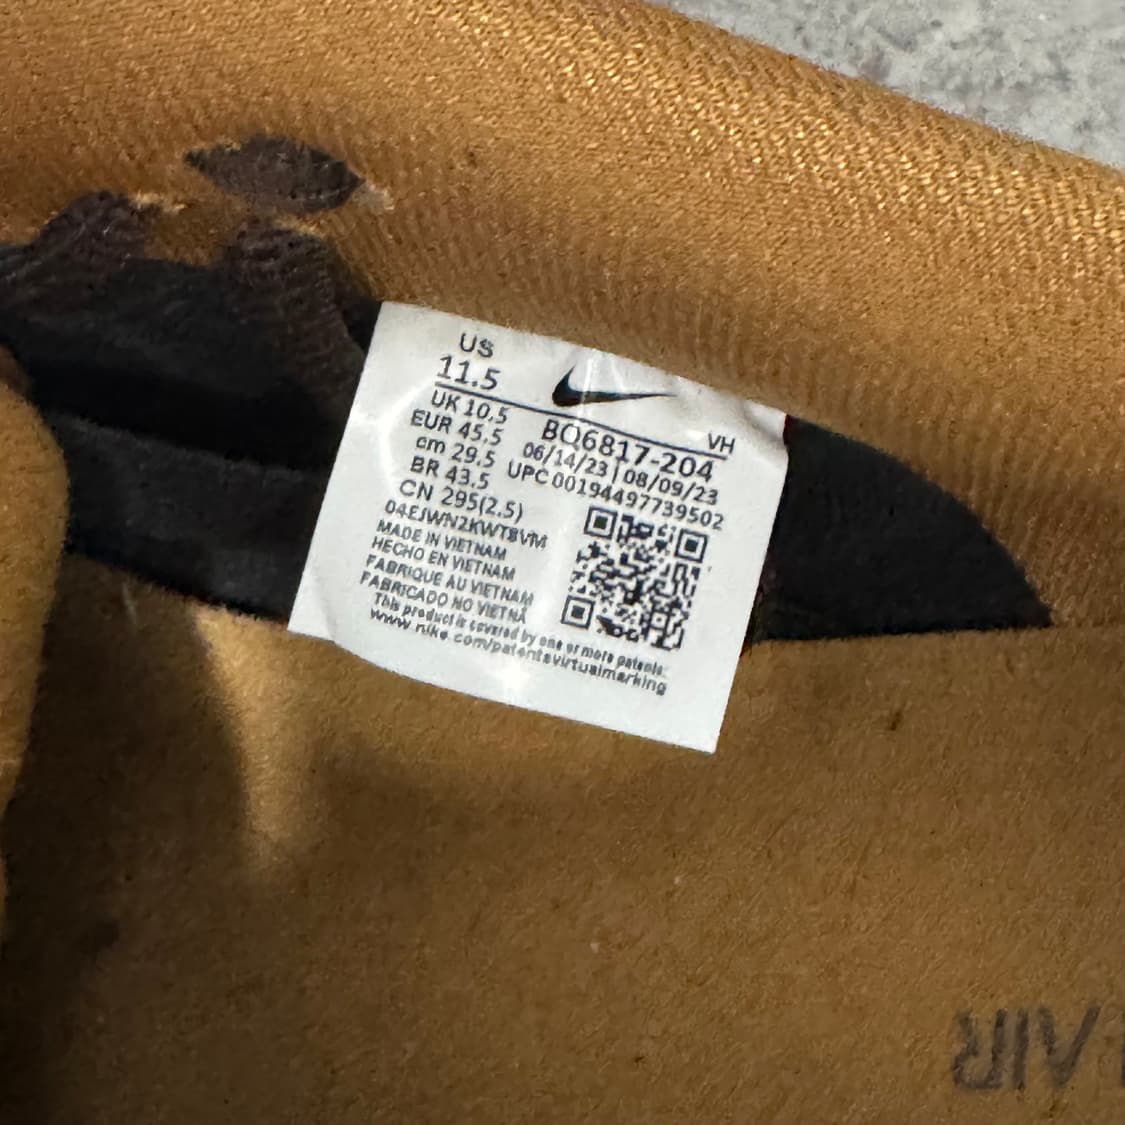 US
11.5
UK 10.5
EUR 45.5
cm 29.5
BR 43.5
CN 295(2.5)
VH
BQ6817-204
06/14/23 | 08/09/23
UPC 00194497739502
04EJWN2KWT8VM
MADE IN VIETNAM
HECHO EN VIETNAM
FABRIQUE AU VIETNAM
FABRICADO NO VIETNÃ
This product is covered by one or more patents:
www.nike.com/patentsvirtualmarking
AIR